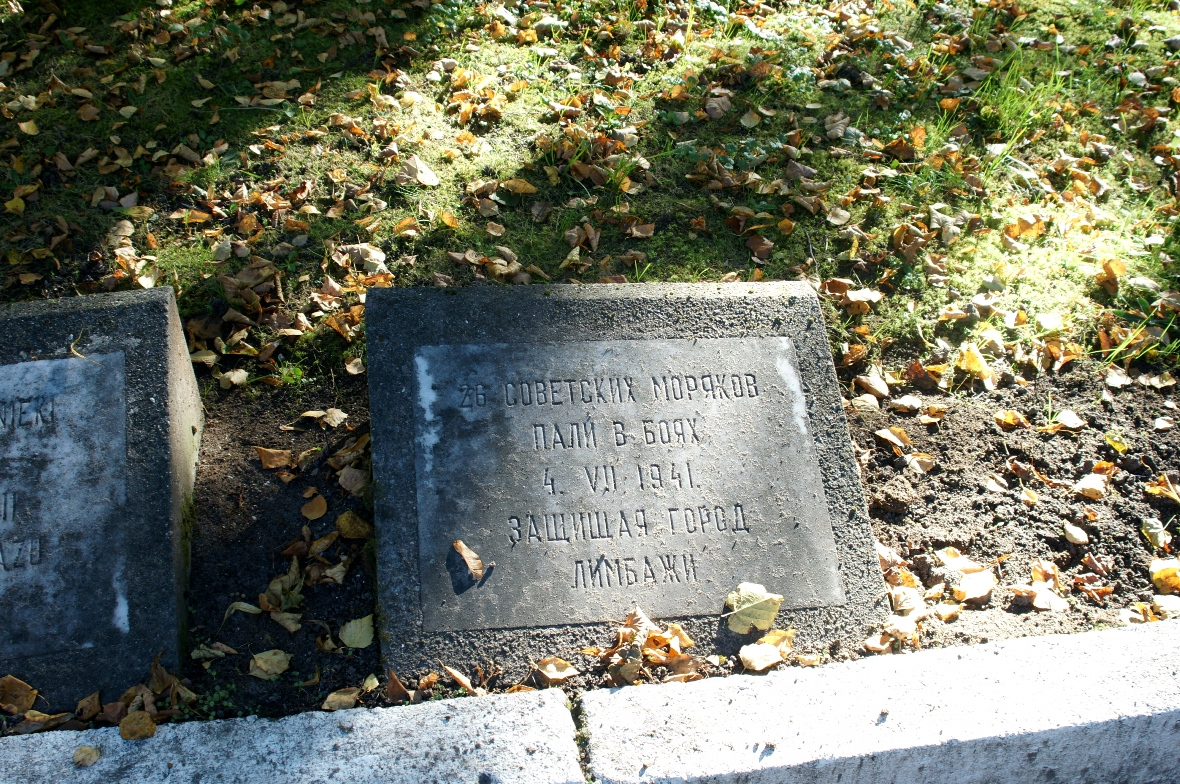 26 СОВЕТСКИХ МОРЯКОВ
ПАЛИ В БОЯХ
4. VII. 1941.
ЗАЩИЩАЯ ГОРОД
ЛИМБАЖИ